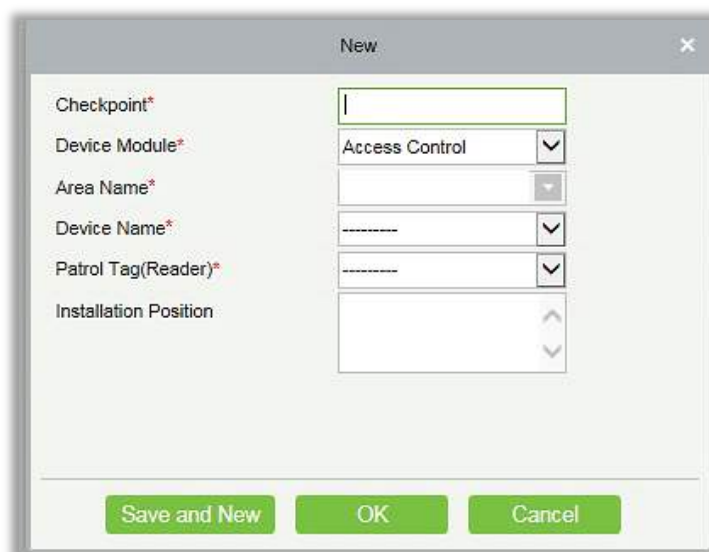 New
Checkpoint*
Device Module* Access Control
Area Name*
Device Name* ---------
Patrol Tag(Reader)* ---------
Installation Position
Save and New OK Cancel